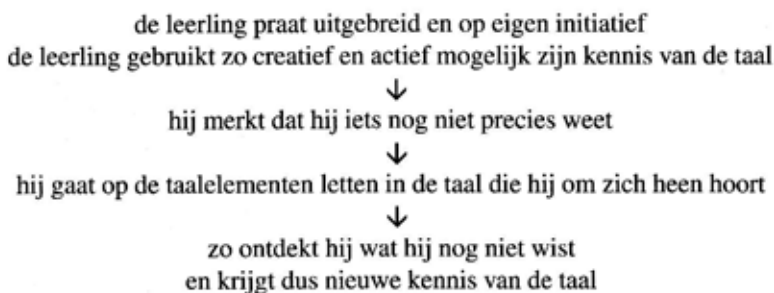 de leerling praat uitgebreid en op eigen initiatief
de leerling gebruikt zo creatief en actief mogelijk zijn kennis van de taal
↓
hij merkt dat hij iets nog niet precies weet
↓
hij gaat op de taalelementen letten in de taal die hij om zich heen hoort
↓
zo ontdekt hij wat hij nog niet wist
en krijgt dus nieuwe kennis van de taal